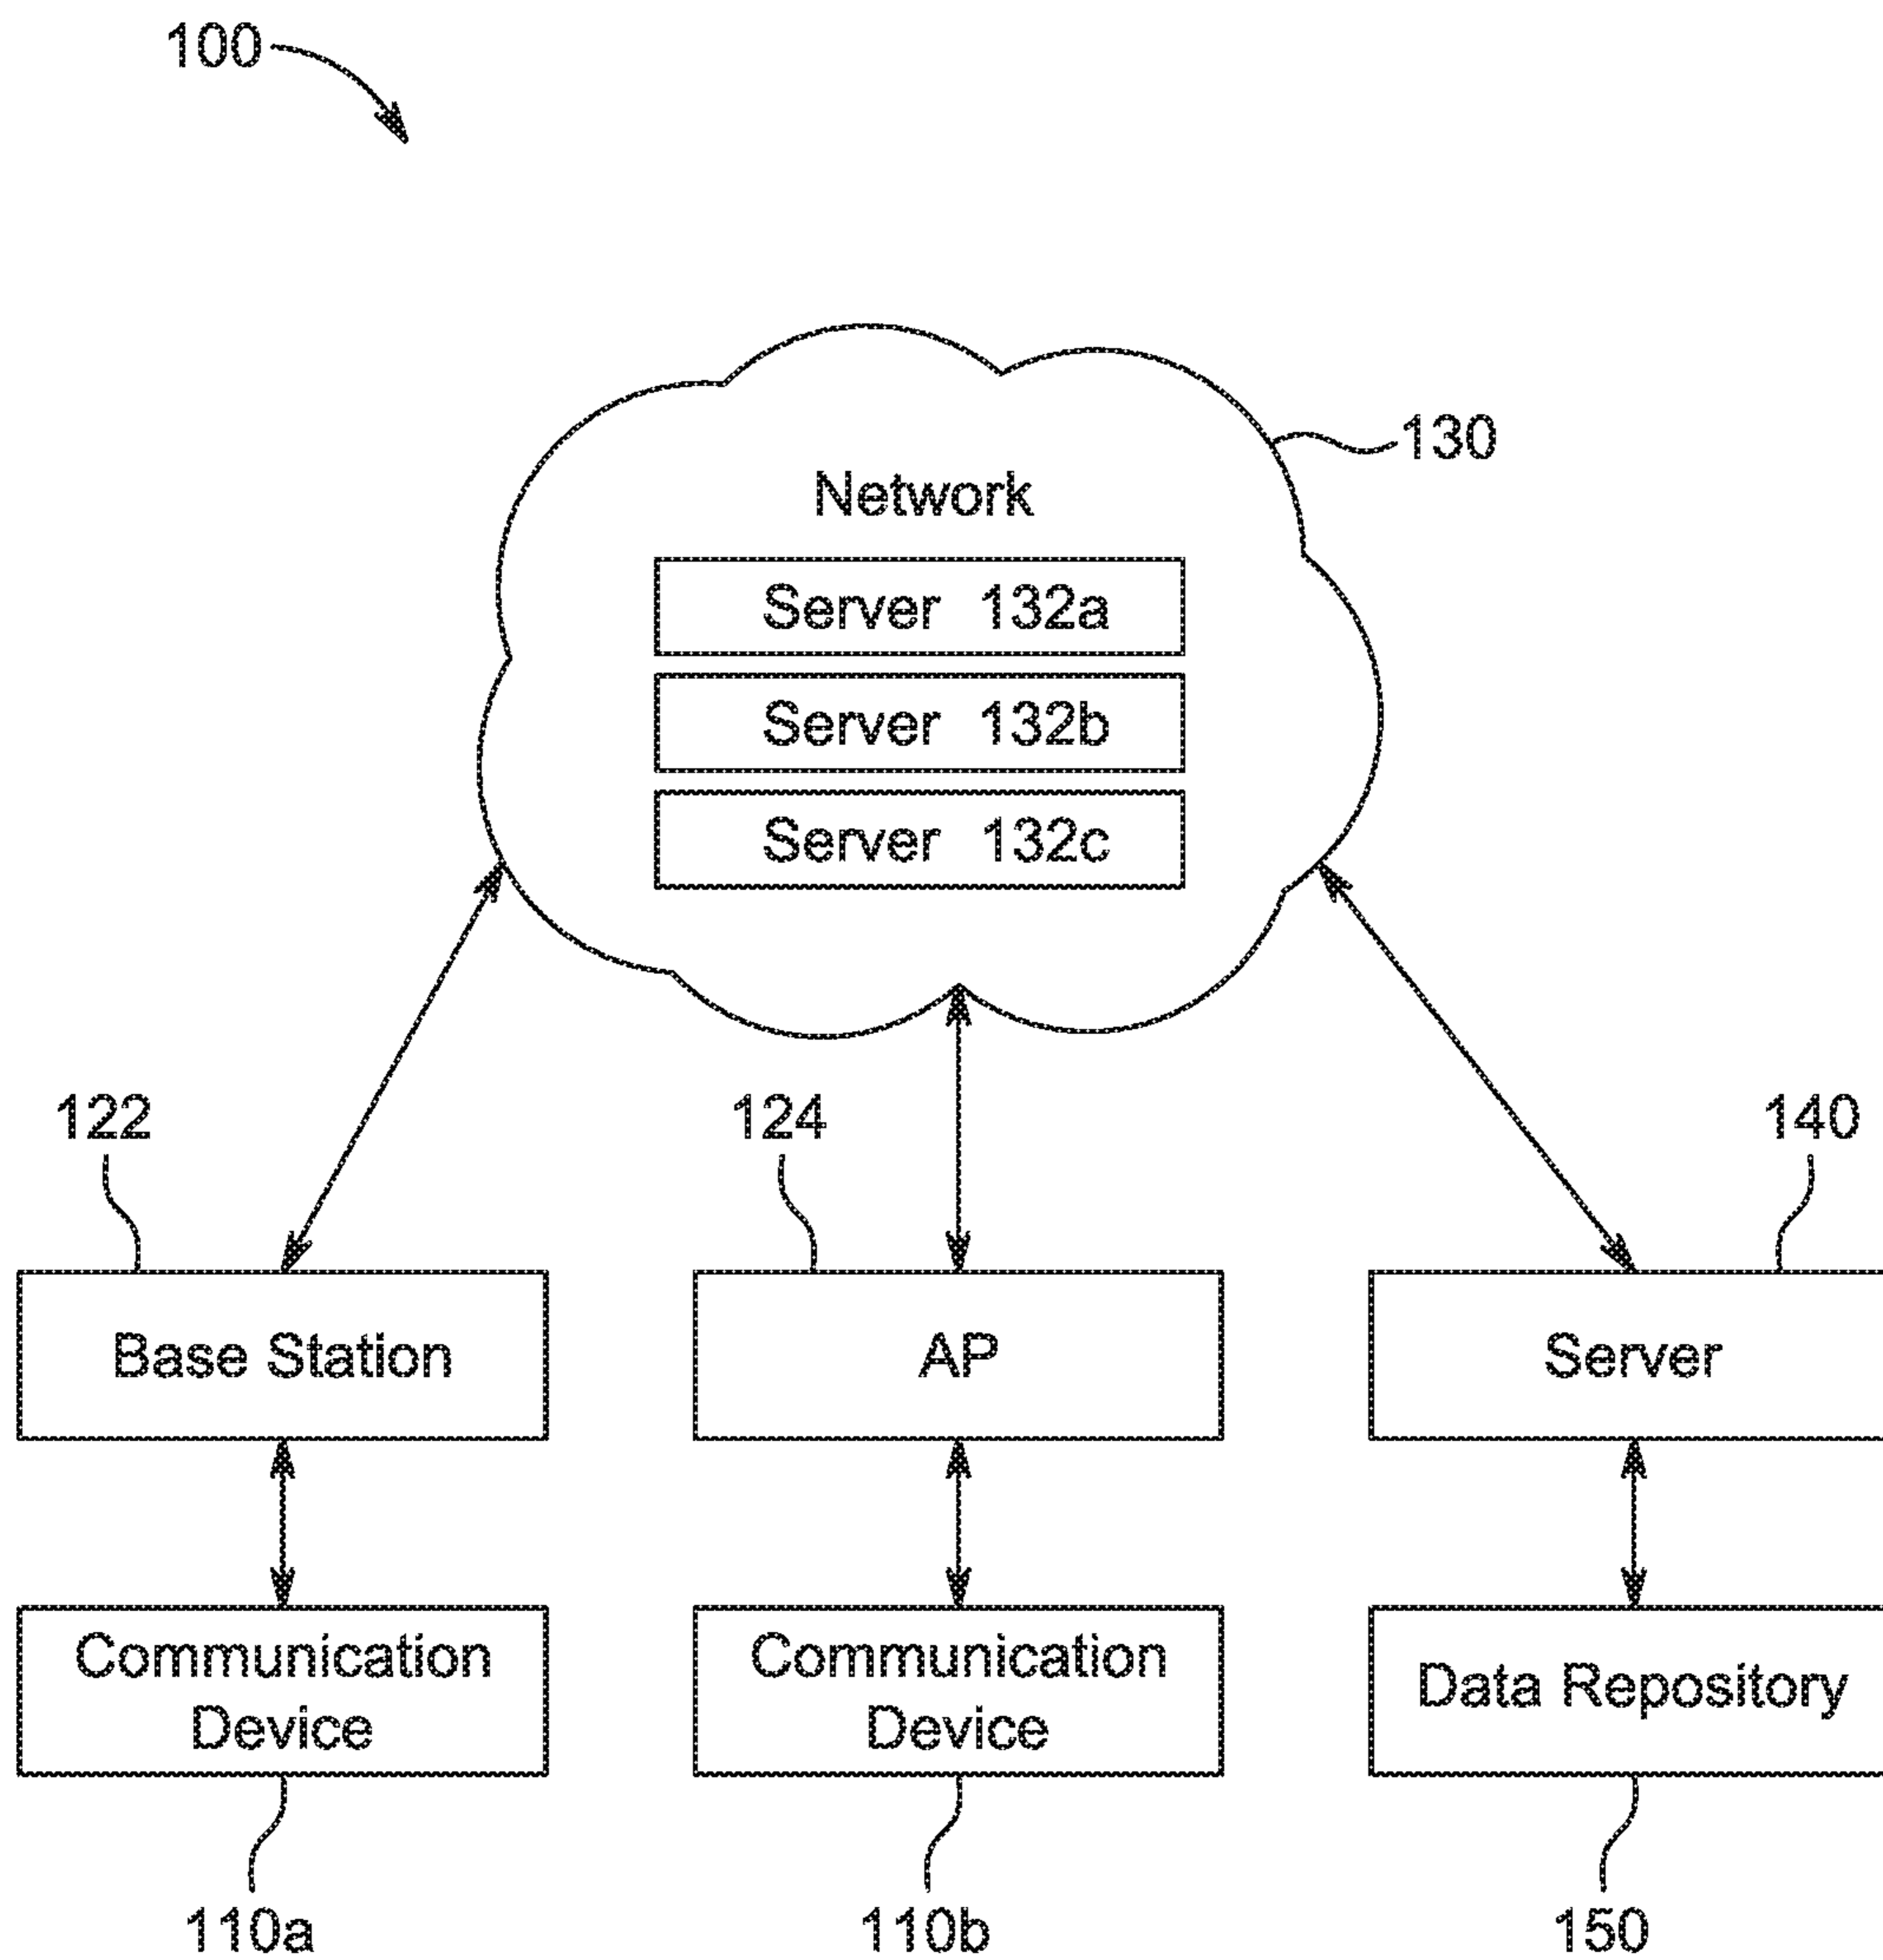 100
130
Network
Server 132a
Server 132b
Server 132c
122
124
140
Base Station
AP
Server
Communication
Device
Communication
Device
Data Repository
110a
110b
150